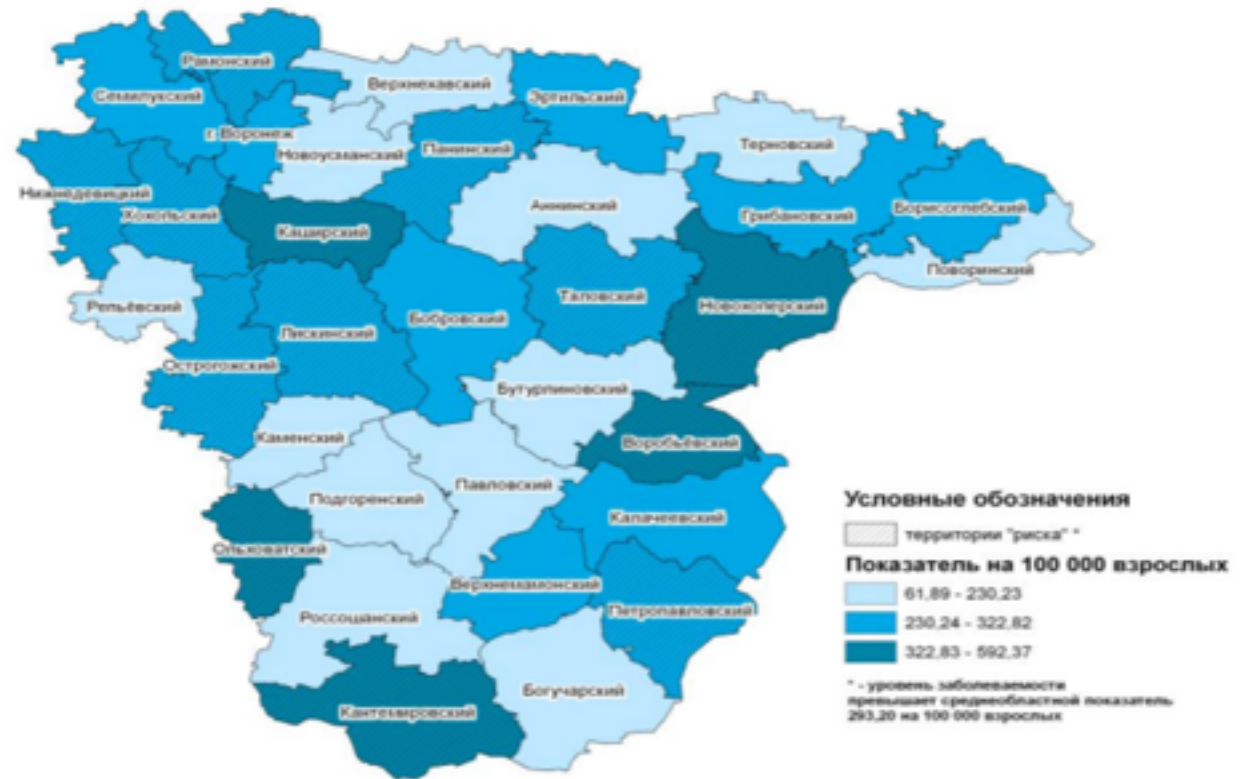 Рамонский
Семилукский
Верхнехавский
Эртильский
г. Воронеж
Новоусманский
Панинский
Терновский
Нижнедевицкий
Хохольский
Каширский
Аннинский
Грибановский
Борисоглебский
Поворинский
Репьёвский
Лискинский
Бобровский
Таловский
Новохоперский
Острогожский
Бутурлиновский
Каменский
Воробьёвский
Подгоренский
Павловский
Калачеевский
Ольховатский
Верхнемамонский
Петропавловский
Россошанский
Богучарский
Кантемировский
Условные обозначения
территории "риска" *
Показатель на 100 000 взрослых
61,89 - 230,23
230,24 - 322,82
322,83 - 592,37
* - уровень заболеваемости
превышает среднеобластной показатель
293,20 на 100 000 взрослых